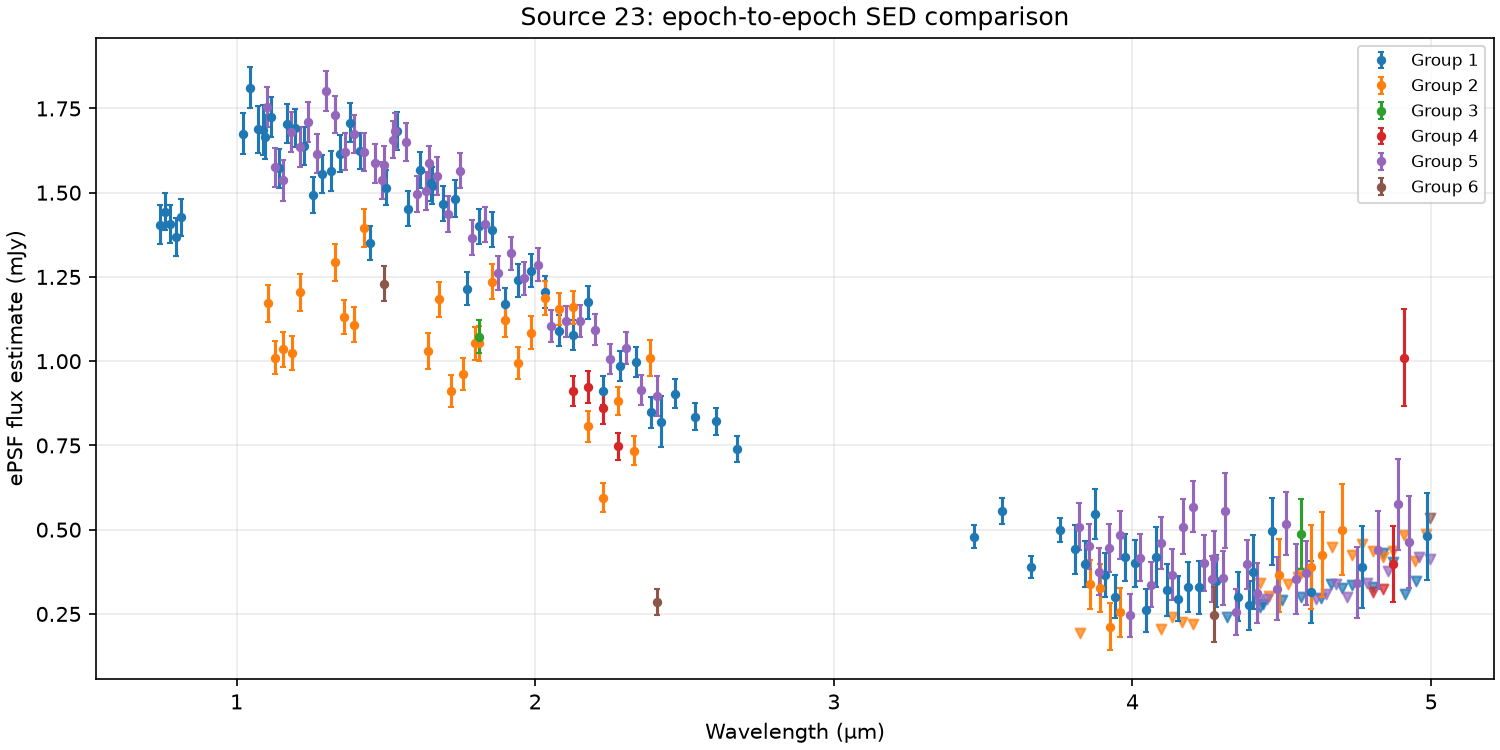 Source 23: epoch-to-epoch SED comparison
ePSF flux estimate (mJy)
1.75
1.50
1.25
1.00
0.75
0.50
0.25
Group 1
Group 2
Group 3
Group 4
Group 5
Group 6
1 2 3 4 5
Wavelength (µm)